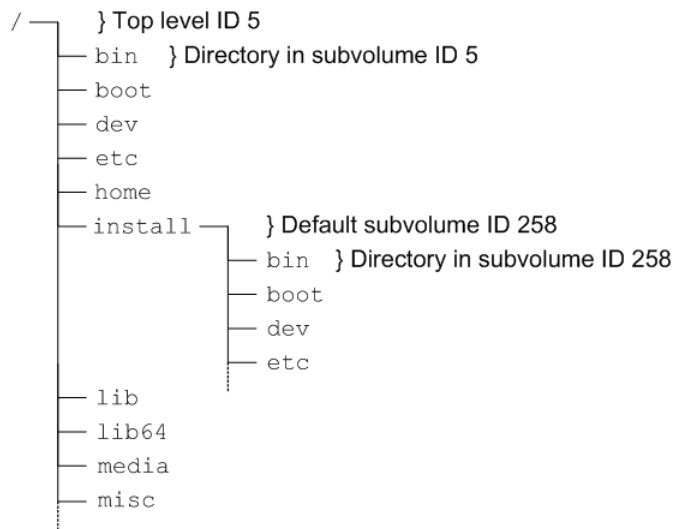 / } Top level ID 5
bin } Directory in subvolume ID 5
boot
dev
etc
home
install } Default subvolume ID 258
bin } Directory in subvolume ID 258
boot
dev
etc
lib
lib64
media
misc